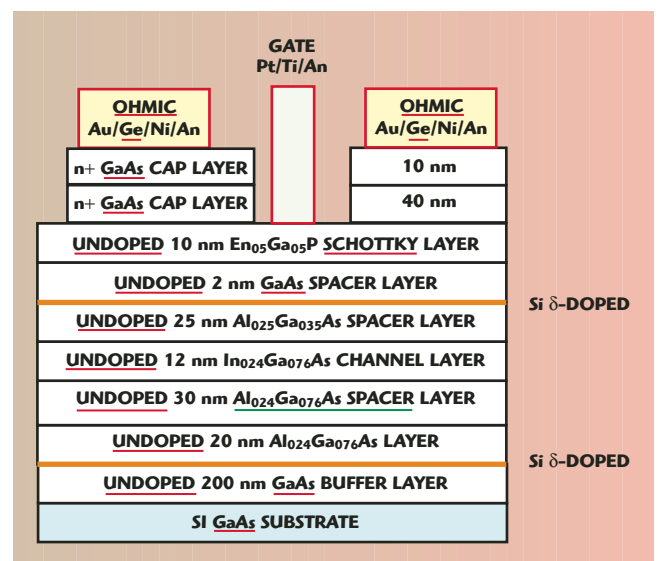 GATE
Pt/Ti/An
OHMIC
Au/Ge/Ni/An
OHMIC
Au/Ge/Ni/An
n+ GaAs CAP LAYER
10 nm
n+ GaAs CAP LAYER
40 nm
UNDOPED 10 nm En₀₅Ga₀₅P SCHOTTKY LAYER
UNDOPED 2 nm GaAs SPACER LAYER
Si δ-DOPED
UNDOPED 25 nm Al₀₂₅Ga₀₃₅As SPACER LAYER
UNDOPED 12 nm In₀₂₄Ga₀₇₆As CHANNEL LAYER
UNDOPED 30 nm Al₀₂₄Ga₀₇₆As SPACER LAYER
UNDOPED 20 nm Al₀₂₄Ga₇₆As LAYER
Si δ-DOPED
UNDOPED 200 nm GaAs BUFFER LAYER
SI GaAs SUBSTRATE